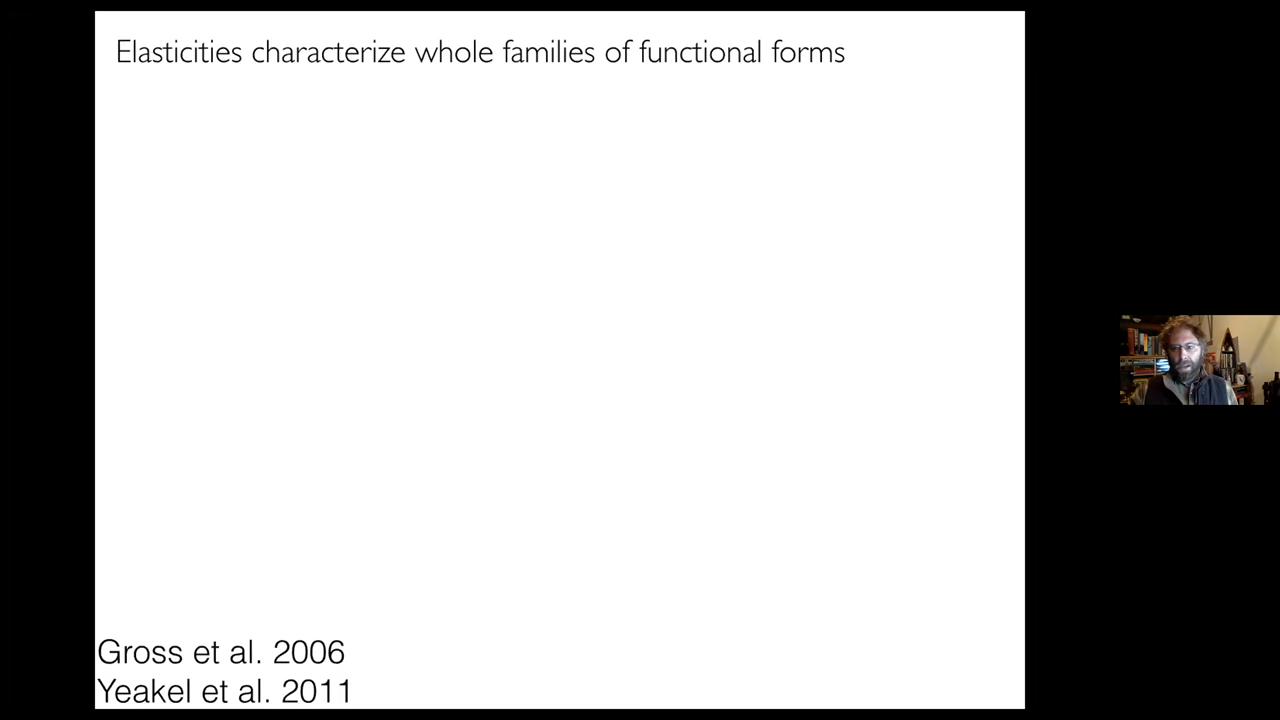 Elasticities characterize whole families of functional forms
Gross et al. 2006
Yeakel et al. 2011